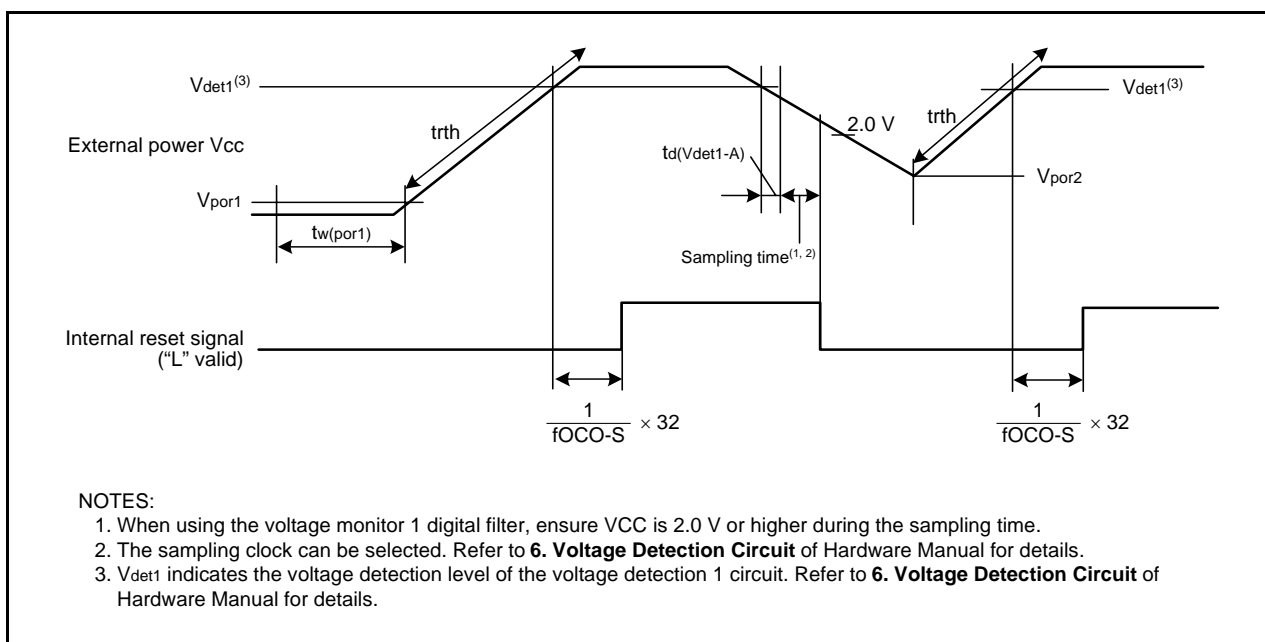 Vdet1(3)
trth
External power Vcc
Vpor1
tw(por1)
td(Vdet1-A)
2.0 V
Sampling time(1, 2)
trth
Vdet1(3)
Vpor2
Internal reset signal
(“L” valid)
1
fOCO-S
× 32
1
fOCO-S
× 32
NOTES:
1. When using the voltage monitor 1 digital filter, ensure VCC is 2.0 V or higher during the sampling time.
2. The sampling clock can be selected. Refer to 6. Voltage Detection Circuit of Hardware Manual for details.
3. Vdet1 indicates the voltage detection level of the voltage detection 1 circuit. Refer to 6. Voltage Detection Circuit of
Hardware Manual for details.